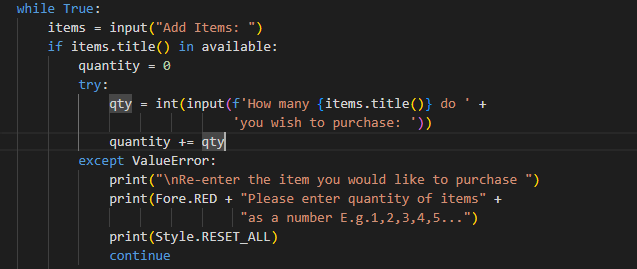 while True:
    items = input("Add Items: ")
    if items.title() in available:
        quantity = 0
        try:
            qty = int(input(f'How many {items.title()} do ' +
                            'you wish to purchase: '))
            quantity += qty
        except ValueError:
            print("\nRe-enter the item you would like to purchase ")
            print(Fore.RED + "Please enter quantity of items" +
                             "as a number E.g.1,2,3,4,5...")
            print(Style.RESET_ALL)
            continue